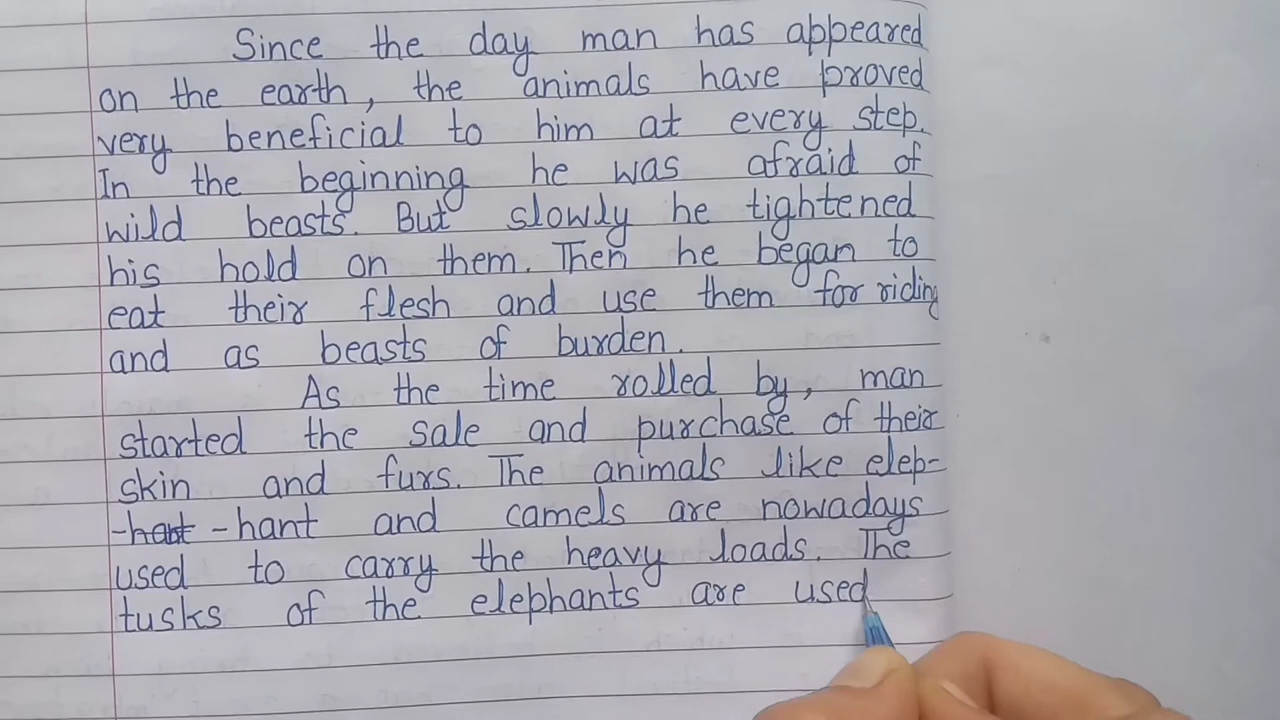 Since the day man has appeared
on the earth, the animals have proved
very beneficial to him at every step.
In the beginning he was afraid of
wild beasts. But slowly he tightened
his hold on them. Then he began to
eat their flesh and use them for riding
and as beasts of burden.
As the time rolled by, man
started the sale and purchase of their
skin and furs. The animals like elep-
-hant -hant and camels are nowadays
used to carry the heavy loads. The
tusks of the elephants are used